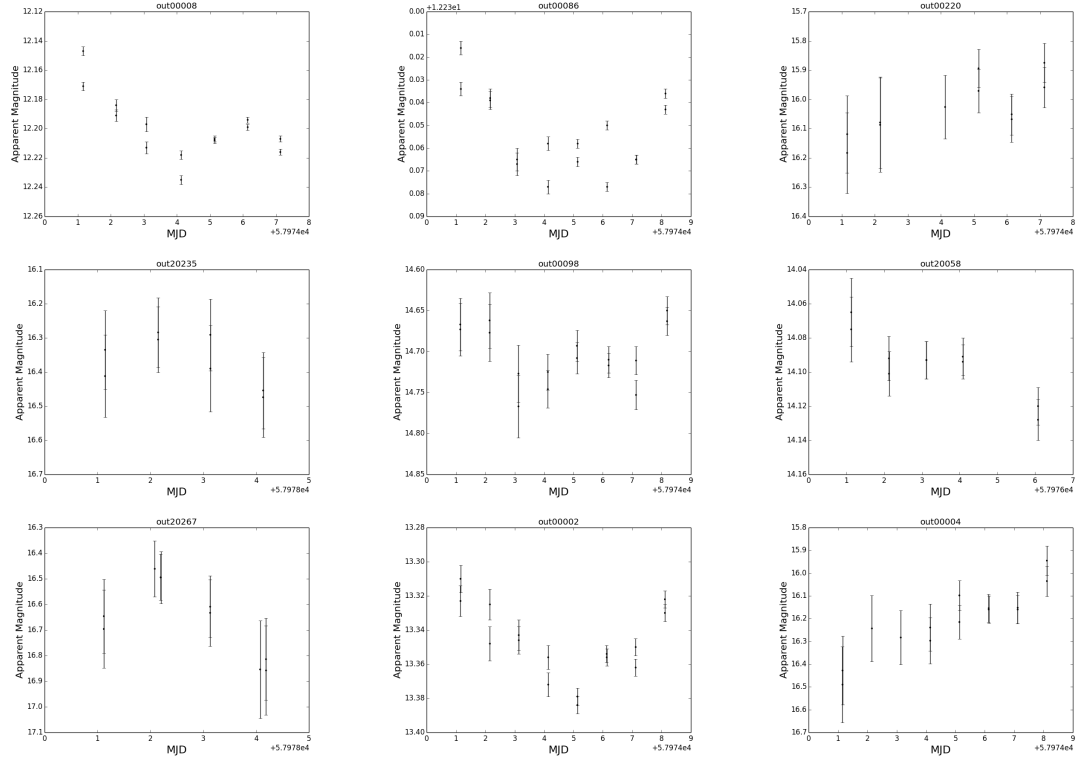 out00008
12.12
12.14
12.16
12.18
12.20
12.22
12.24
12.26
Apparent Magnitude
0 1 2 3 4 5 6 7 8
MJD
+5.7974e4
out00086
+1.223e1
0.00
0.01
0.02
0.03
0.04
0.05
0.06
0.07
0.08
0.09
Apparent Magnitude
0 1 2 3 4 5 6 7 8 9
MJD
+5.7974e4
out00220
15.7
15.8
15.9
16.0
16.1
16.2
16.3
16.4
Apparent Magnitude
0 1 2 3 4 5 6 7 8
MJD
+5.7974e4
out20235
16.1
16.2
16.3
16.4
16.5
16.6
16.7
Apparent Magnitude
0 1 2 3 4 5
MJD
+5.7978e4
out00098
14.60
14.65
14.70
14.75
14.80
14.85
Apparent Magnitude
0 1 2 3 4 5 6 7 8 9
MJD
+5.7974e4
out20058
14.04
14.06
14.08
14.10
14.12
14.14
14.16
Apparent Magnitude
0 1 2 3 4 5 6 7
MJD
+5.7976e4
out20267
16.3
16.4
16.5
16.6
16.7
16.8
16.9
17.0
17.1
Apparent Magnitude
0 1 2 3 4 5
MJD
+5.7978e4
out00002
13.28
13.30
13.32
13.34
13.36
13.38
13.40
Apparent Magnitude
0 1 2 3 4 5 6 7 8 9
MJD
+5.7974e4
out00004
15.8
15.9
16.0
16.1
16.2
16.3
16.4
16.5
16.6
16.7
Apparent Magnitude
0 1 2 3 4 5 6 7 8 9
MJD
+5.7974e4